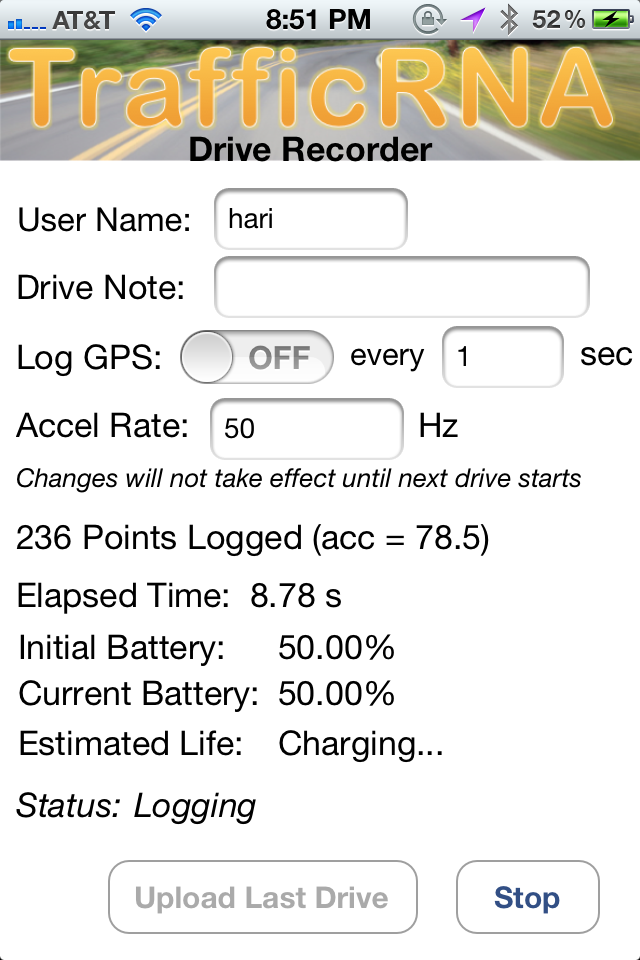 AT&T 8:51 PM 52%
TrafficRNA
Drive Recorder
User Name: hari
Drive Note:
Log GPS: OFF every 1 sec
Accel Rate: 50 Hz
Changes will not take effect until next drive starts
236 Points Logged (acc = 78.5)
Elapsed Time: 8.78 s
Initial Battery: 50.00%
Current Battery: 50.00%
Estimated Life: Charging...
Status: Logging
Upload Last Drive Stop